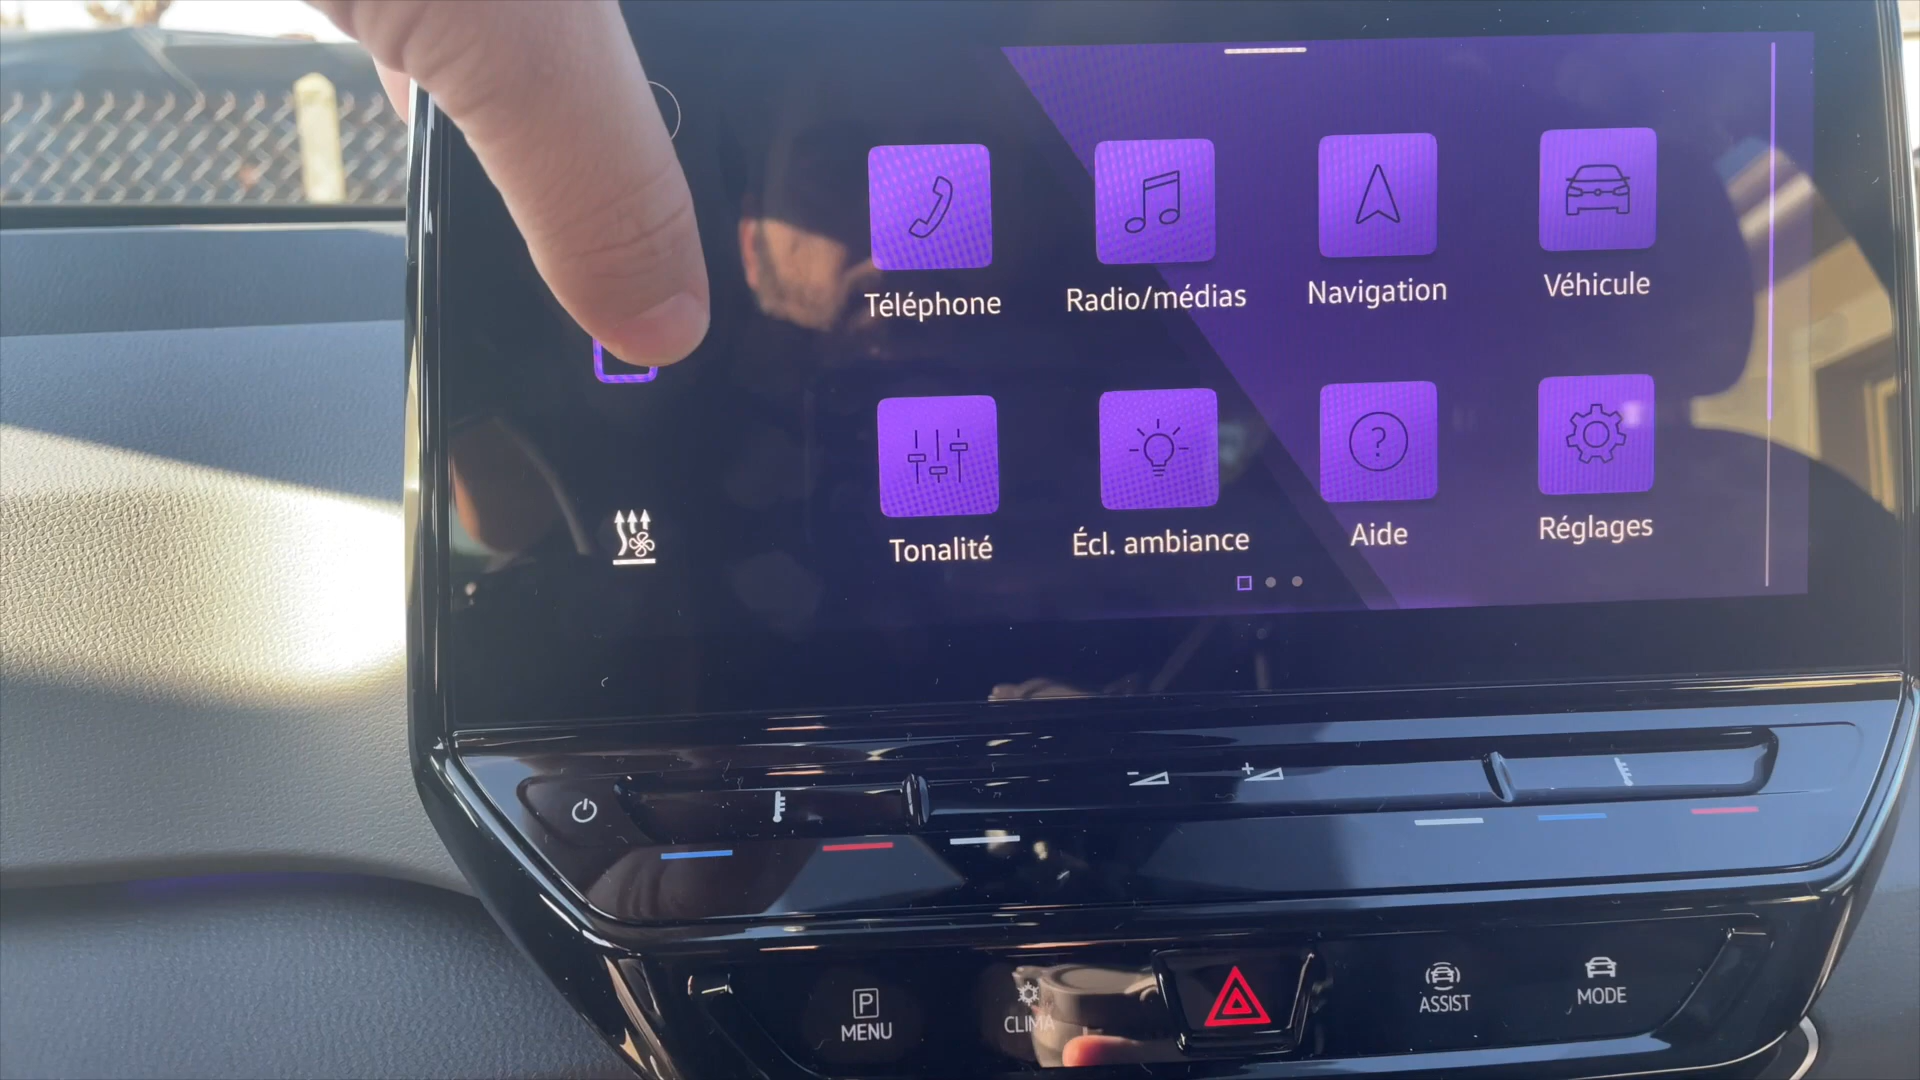 Téléphone
Radio/médias
Navigation
Véhicule
Tonalité
Écl. ambiance
?
Aide
Réglages
P
MENU
CLIMA
ASSIST
MODE